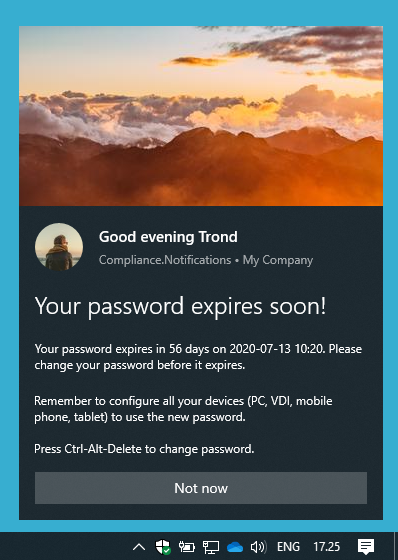 Good evening Trond
Compliance.Notifications • My Company
Your password expires soon!
Your password expires in 56 days on 2020-07-13 10:20. Please
change your password before it expires.
Remember to configure all your devices (PC, VDI, mobile
phone, tablet) to use the new password.
Press Ctrl-Alt-Delete to change password.
Not now
ENG 17.25